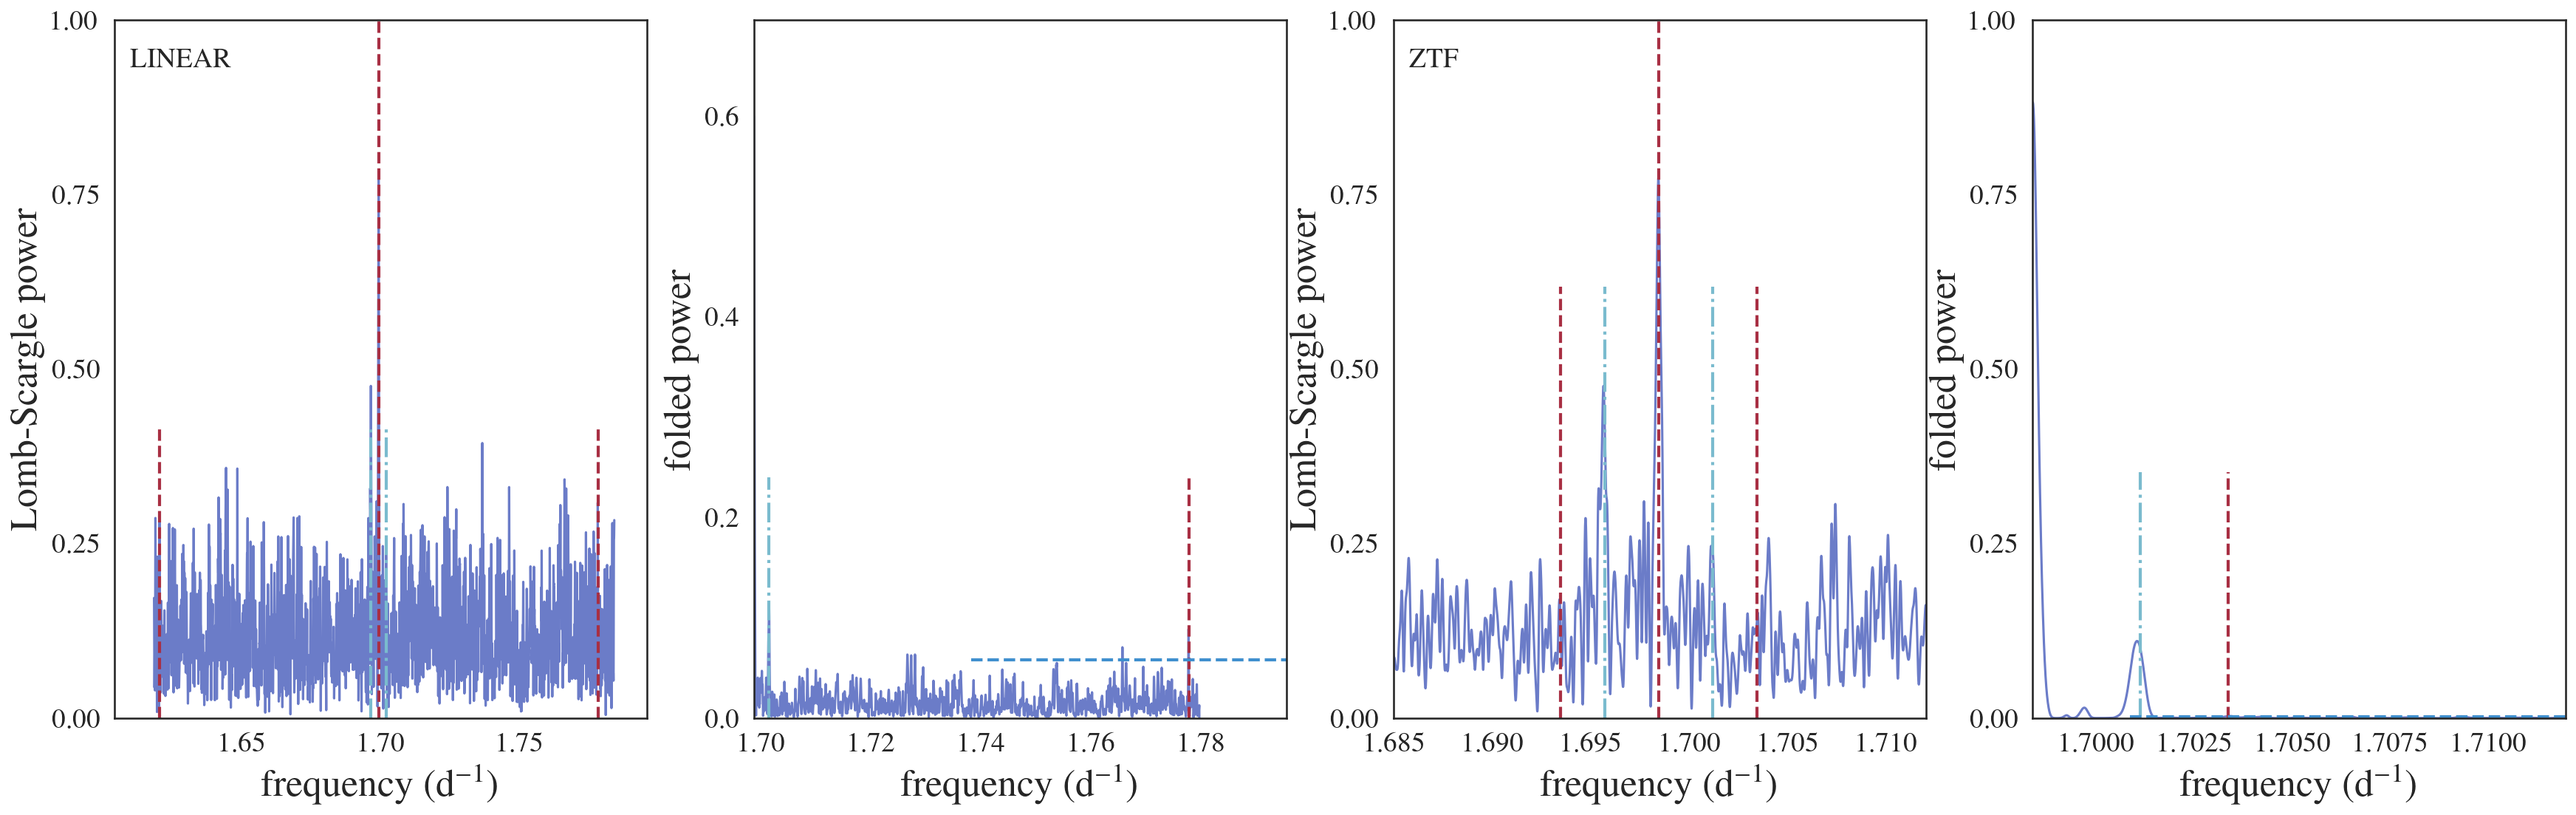 LINEAR
Lomb-Scargle power
1.00
0.75
0.50
0.25
0.00
1.65 1.70 1.75
frequency (d⁻¹)
folded power
0.6
0.4
0.2
0.0
1.70 1.72 1.74 1.76 1.78
frequency (d⁻¹)
ZTF
Lomb-Scargle power
1.00
0.75
0.50
0.25
0.00
1.685 1.690 1.695 1.700 1.705 1.710
frequency (d⁻¹)
folded power
1.00
0.75
0.50
0.25
0.00
1.7000 1.7025 1.7050 1.7075 1.7100
frequency (d⁻¹)